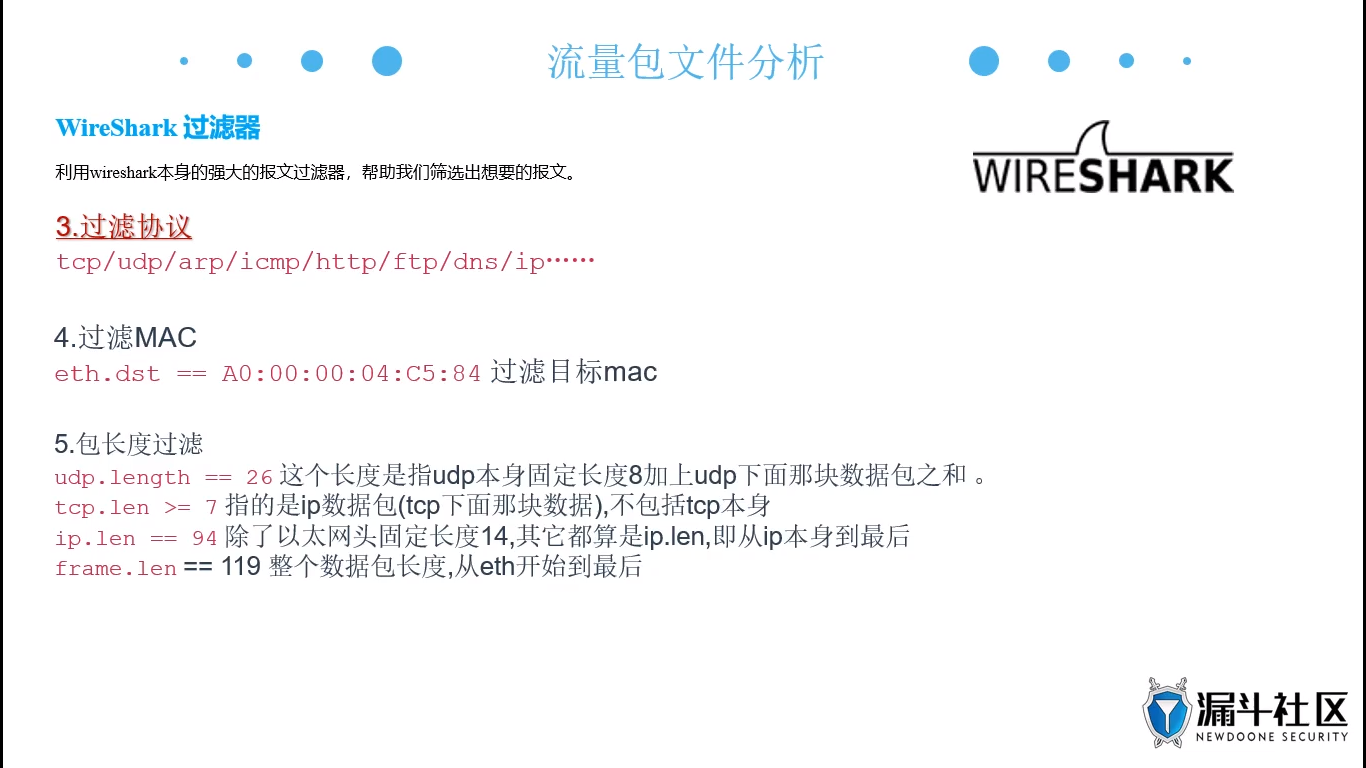 流量包文件分析
WireShark 过滤器
WIRESHARK
利用wireshark本身的强大的报文过滤器，帮助我们筛选出想要的报文。
3.过滤协议
tcp/udp/arp/icmp/http/ftp/dns/ip……
4.过滤MAC
eth.dst == A0:00:00:04:C5:84 过滤目标mac
5.包长度过滤
udp.length == 26 这个长度是指udp本身固定长度8加上udp下面那块数据包之和 。
tcp.len >= 7 指的是ip数据包(tcp下面那块数据),不包括tcp本身
ip.len == 94 除了以太网头固定长度14,其它都算是ip.len,即从ip本身到最后
frame.len == 119 整个数据包长度,从eth开始到最后
漏斗社区
NEWDOONE SECURITY